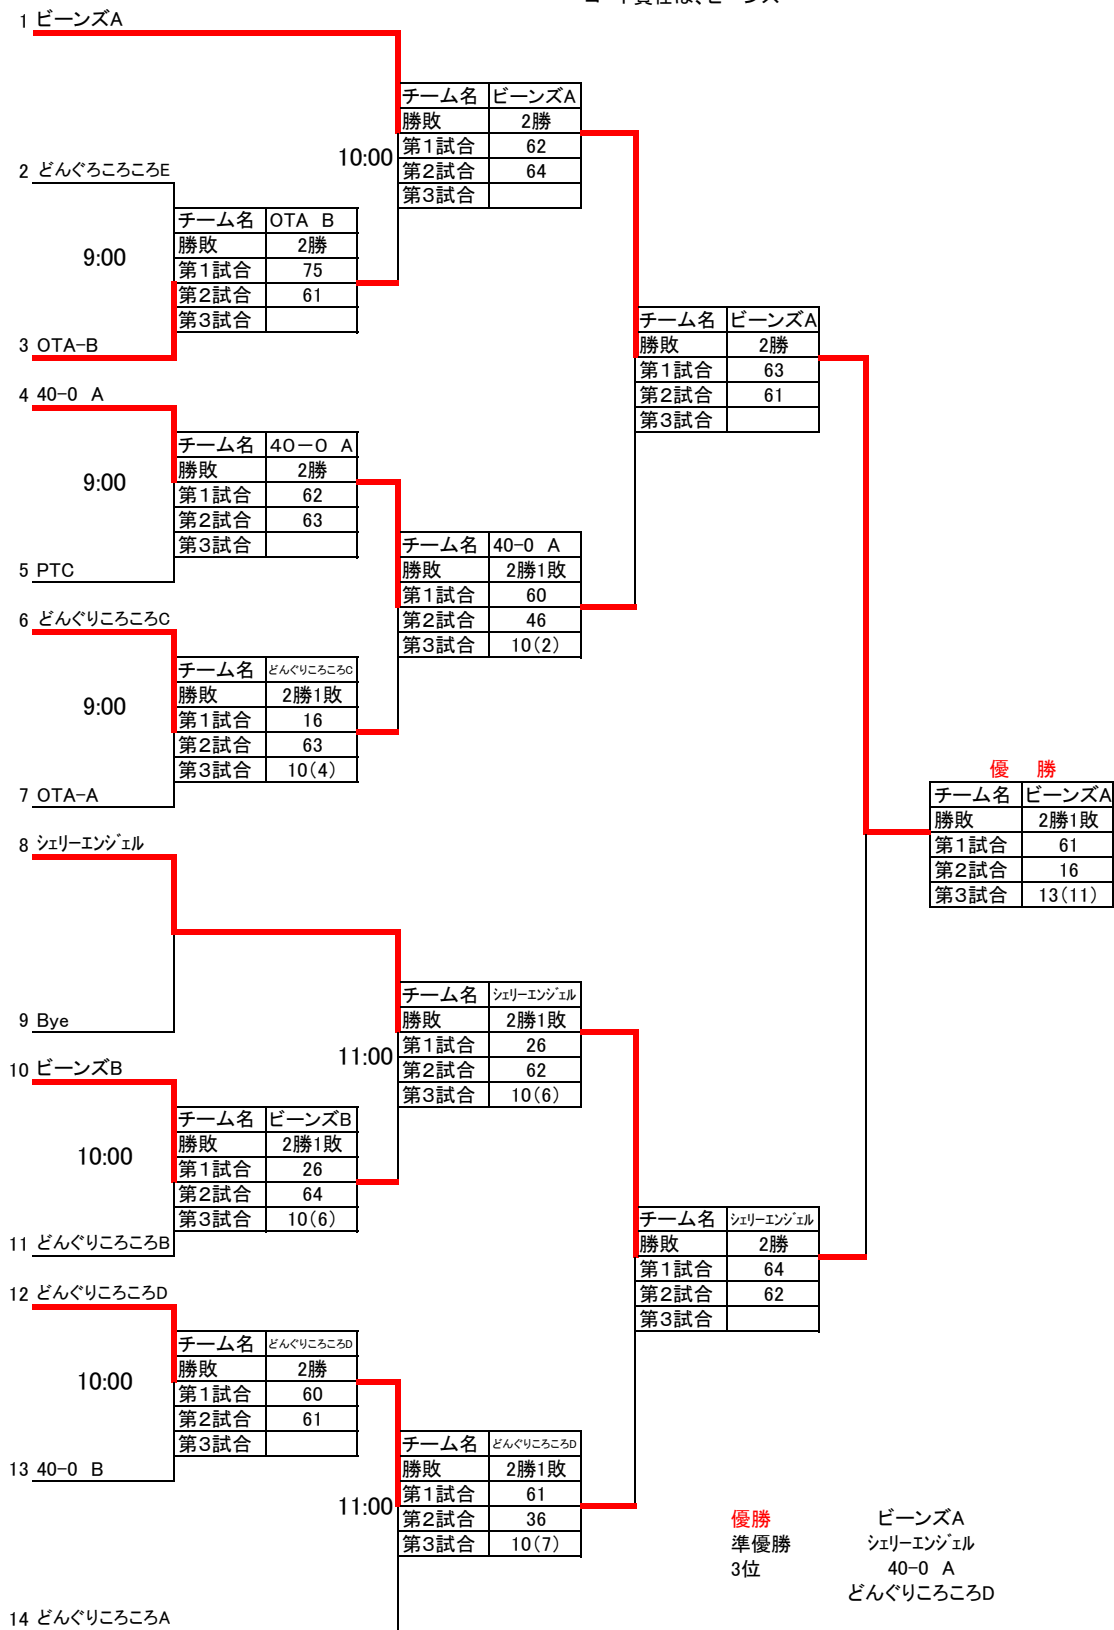 1 ビーンズA
チーム名 ビーンズA
勝敗 2勝
10:00
第1試合 62
第2試合 64
第3試合
2 どんぐろころころE
9:00
チーム名 OTA B
勝敗 2勝
第1試合 75
第2試合 61
第3試合
3 OTA-B
チーム名 ビーンズA
勝敗 2勝
第1試合 63
第2試合 61
第3試合
4 40-0 A
9:00
チーム名 40-0 A
勝敗 2勝
第1試合 62
第2試合 63
第3試合
5 PTC
チーム名 40-0 A
勝敗 2勝1敗
第1試合 60
第2試合 46
第3試合 10(2)
6 どんぐりころころC
9:00
チーム名 どんぐりころころC
勝敗 2勝1敗
第1試合 16
第2試合 63
第3試合 10(4)
7 OTA-A
優 勝
チーム名 ビーンズA
勝敗 2勝1敗
第1試合 61
第2試合 16
第3試合 13(11)
8 シェリーエンジェル
9 Bye
チーム名 シェリーエンジェル
勝敗 2勝1敗
11:00
第1試合 26
第2試合 62
第3試合 10(6)
10 ビーンズB
10:00
チーム名 ビーンズB
勝敗 2勝1敗
第1試合 26
第2試合 64
第3試合 10(6)
11 どんぐりころころB
チーム名 シェリーエンジェル
勝敗 2勝
第1試合 64
第2試合 62
第3試合
12 どんぐりころころD
10:00
チーム名 どんぐりころころD
勝敗 2勝
第1試合 60
第2試合 61
第3試合
13 40-0 B
チーム名 どんぐりころころD
勝敗 2勝1敗
11:00
第1試合 61
第2試合 36
第3試合 10(7)
14 どんぐりころころA
優勝 ビーンズA
準優勝 シェリーエンジェル
3位 40-0 A
どんぐりころころD